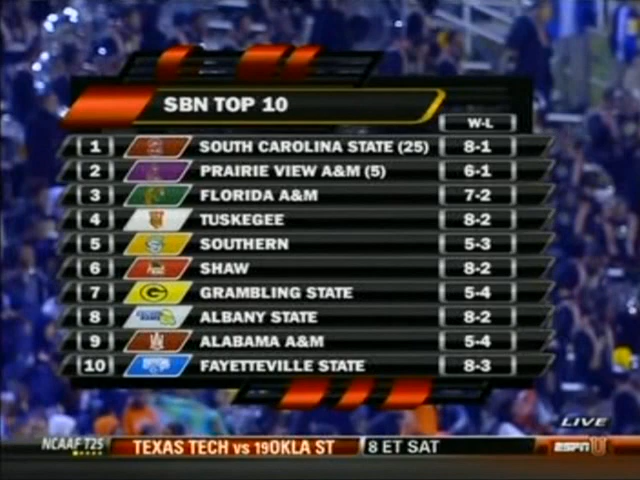 SBN TOP 10
W-L
1 SOUTH CAROLINA STATE (25) 8-1
2 PRAIRIE VIEW A&M (5) 6-1
3 FLORIDA A&M 7-2
4 TUSKEGEE 8-2
5 SOUTHERN 5-3
6 SHAW 8-2
7 GRAMBLING STATE 5-4
8 ALBANY STATE 8-2
9 ALABAMA A&M 5-4
10 FAYETTEVILLE STATE 8-3
LIVE
NCAAF T25 TEXAS TECH vs 19OKLA ST 8 ET SAT ESPNU